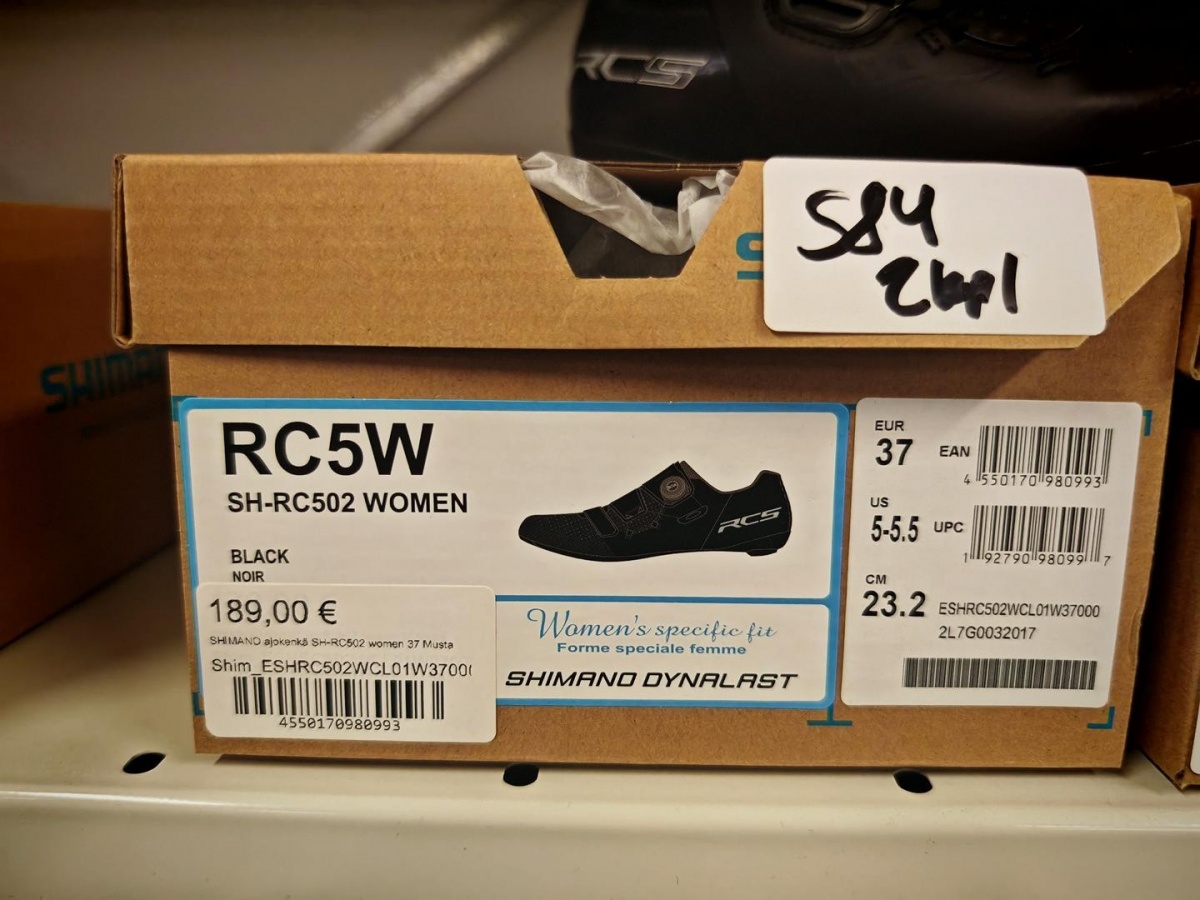 RC5
S84
2kpl
S
SHIMA
RC5W
SH-RC502 WOMEN
BLACK
NOIR
RC5
189,00 €
SHIMANO ajokenkä SH-RC502 women 37 Musta
Shim_ESHRC502WCL01W3700(
4550170980993
Women's specific fit
Forme speciale femme
SHIMANO DYNALAST
EUR
37
EAN
4 550170 980993
US
5-5.5
UPC
1 92790 98099 7
CM
23.2
ESHRC502WCL01W37000
2L7G0032017